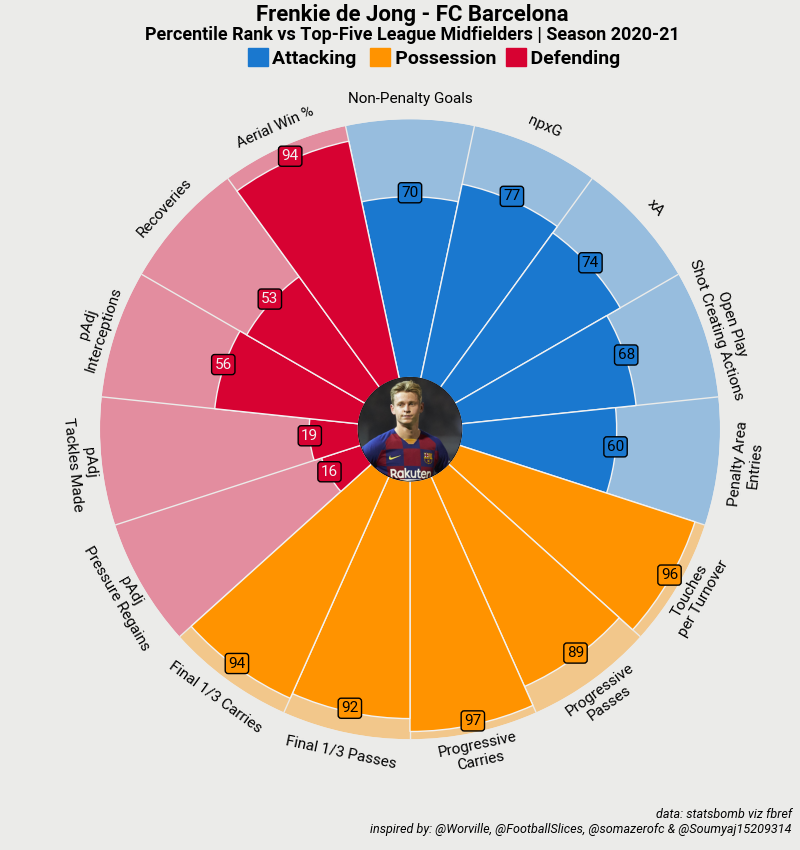 Frenkie de Jong - FC Barcelona
Percentile Rank vs Top-Five League Midfielders | Season 2020-21
Attacking Possession Defending
Non-Penalty Goals
70
npxG
77
xA
74
Open Play
Shot Creating Actions
68
Penalty Area
Entries
60
Touches
per Turnover
96
Progressive
Passes
89
Progressive
Carries
97
Final 1/3 Passes
92
Final 1/3 Carries
94
pAdj
Pressure Regains
16
pAdj
Tackles Made
19
pAdj
Interceptions
56
Recoveries
53
Aerial Win %
94
Rakuten
data: statsbomb viz fbref
inspired by: @Worville, @FootballSlices, @somazerofc & @Soumyaj15209314